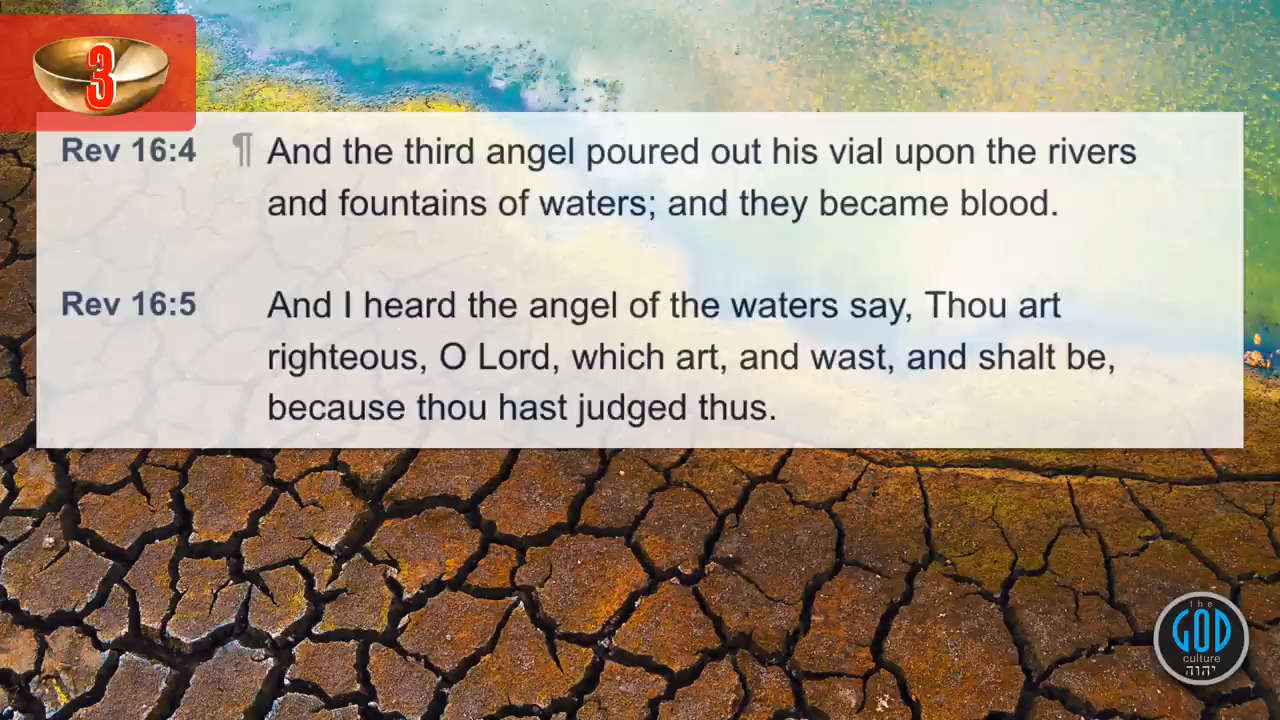 3
Rev 16:4 ¶ And the third angel poured out his vial upon the rivers
and fountains of waters; and they became blood.
Rev 16:5 And I heard the angel of the waters say, Thou art
righteous, O Lord, which art, and wast, and shalt be,
because thou hast judged thus.
the
GOD
culture
יהוה